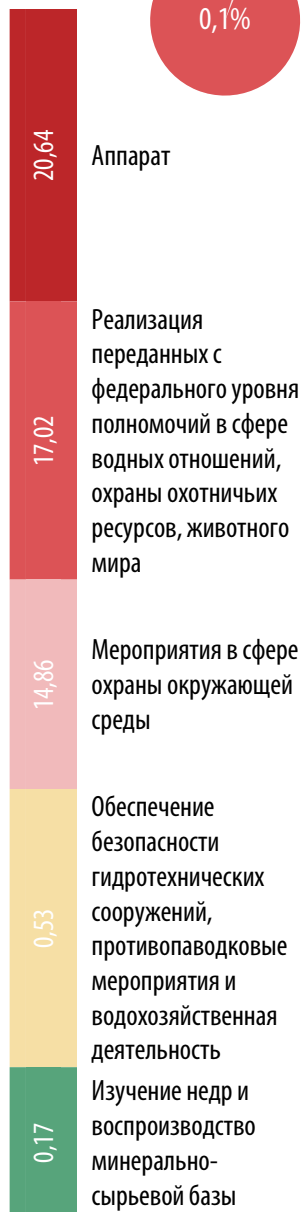 0,1%
20,64
Аппарат
17,02
Реализация
переданных с
федерального уровня
полномочий в сфере
водных отношений,
охраны охотничьих
ресурсов, животного
мира
14,86
Мероприятия в сфере
охраны окружающей
среды
0,53
Обеспечение
безопасности
гидротехнических
сооружений,
противопаводковые
мероприятия и
водохозяйственная
деятельность
0,17
Изучение недр и
воспроизводство
минерально-
сырьевой базы